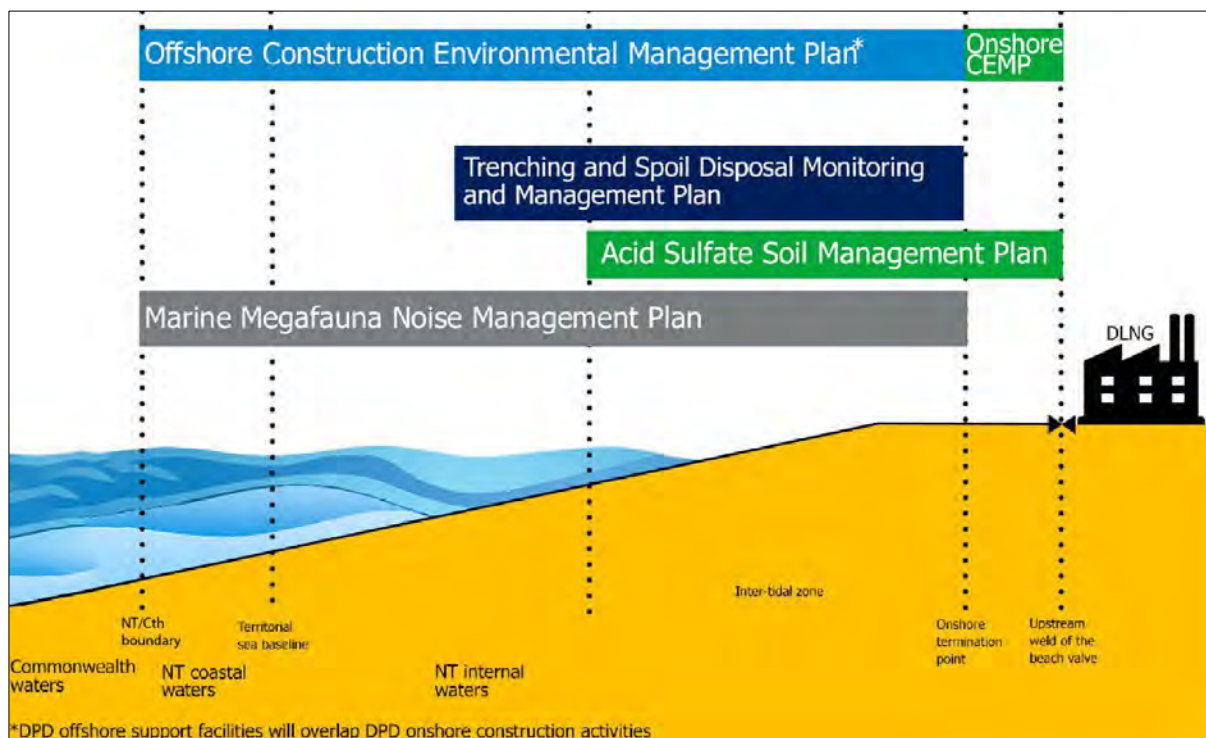 Offshore Construction Environmental Management Plan*
Onshore
CEMP
Trenching and Spoil Disposal Monitoring
and Management Plan
Acid Sulfate Soil Management Plan
Marine Megafauna Noise Management Plan
DLNG
Inter-tidal zone
NT/Cth
boundary
Territorial
sea baseline
Onshore
termination
point
Upstream
weld of the
beach valve
Commonwealth
waters
NT coastal
waters
NT internal
waters
*DPD offshore support facilities will overlap DPD onshore construction activities